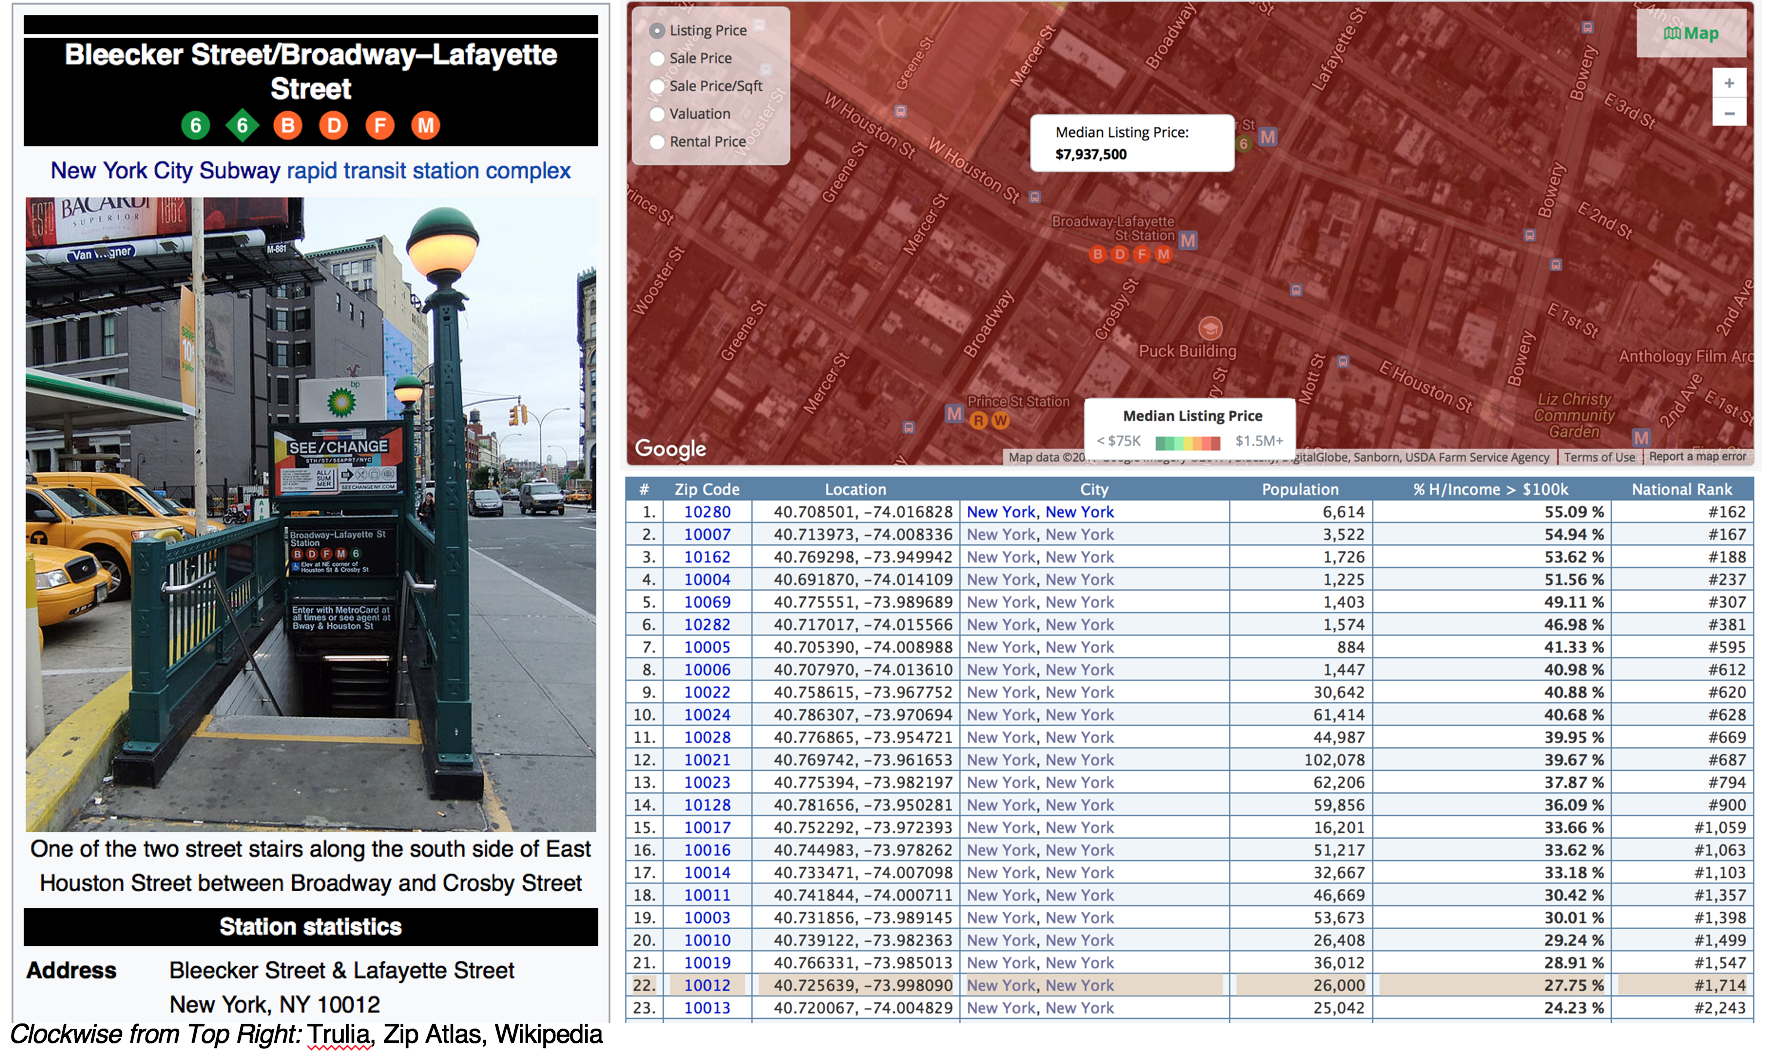 Bleecker Street/Broadway–Lafayette
Street
6 6 B D F M
New York City Subway rapid transit station complex
BACARDI
SUPERIOR
1862
Van Wagner
M-881
bp
SEE/CHANGE
SEECHANGENY.COM
Broadway-Lafayette St
Station
B D F M 6
Elev at NE corner of
Houston St & Crosby St
Enter with MetroCard at
all times or see agent at
Bway & Houston St
One of the two street stairs along the south side of East
Houston Street between Broadway and Crosby Street
Station statistics
Address Bleecker Street & Lafayette Street
New York, NY 10012
Clockwise from Top Right: Trulia, Zip Atlas, Wikipedia
Listing Price
Sale Price
Sale Price/Sqft
Valuation
Rental Price
Map
+
−
Median Listing Price:
$7,937,500
Greene St
Mercer St
Broadway
Lafayette St
Bowery
E 4th St
E 3rd St
Wooster St
W Houston St
W Houston St
Greene St
Mercer St
Prince St
Wooster St
Broadway-Lafayette
St Station
B D F M
6
Bowery
E 2nd St
Greene St
Broadway
Crosby St
Puck Building
Mott St
E 1st St
2nd Ave
Anthology Film Arc
Bowery
E Houston St
Mercer St
Prince St Station
R W
Liz Christy
Community
Garden
2nd Ave
E 1st St
Median Listing Price
< $75K $1.5M+
Google
DigitalGlobe, Sanborn, USDA Farm Service Agency Terms of Use Report a map error
# Zip Code Location City Population % H/Income > $100k National Rank
1. 10280 40.708501, -74.016828 New York, New York 6,614 55.09 % #162
2. 10007 40.713973, -74.008336 New York, New York 3,522 54.94 % #167
3. 10162 40.769298, -73.949942 New York, New York 1,726 53.62 % #188
4. 10004 40.691870, -74.014109 New York, New York 1,225 51.56 % #237
5. 10069 40.775551, -73.989689 New York, New York 1,403 49.11 % #307
6. 10282 40.717017, -74.015566 New York, New York 1,574 46.98 % #381
7. 10005 40.705390, -74.008988 New York, New York 884 41.33 % #595
8. 10006 40.707970, -74.013610 New York, New York 1,447 40.98 % #612
9. 10022 40.758615, -73.967752 New York, New York 30,642 40.88 % #620
10. 10024 40.786307, -73.970694 New York, New York 61,414 40.68 % #628
11. 10028 40.776865, -73.954721 New York, New York 44,987 39.95 % #669
12. 10021 40.769742, -73.961653 New York, New York 102,078 39.67 % #687
13. 10023 40.775394, -73.982197 New York, New York 62,206 37.87 % #794
14. 10128 40.781656, -73.950281 New York, New York 59,856 36.09 % #900
15. 10017 40.752292, -73.972393 New York, New York 16,201 33.66 % #1,059
16. 10016 40.744983, -73.978262 New York, New York 51,217 33.62 % #1,063
17. 10014 40.733471, -74.007098 New York, New York 32,667 33.18 % #1,103
18. 10011 40.741844, -74.000711 New York, New York 46,669 30.42 % #1,357
19. 10003 40.731856, -73.989145 New York, New York 53,673 30.01 % #1,398
20. 10010 40.739122, -73.982363 New York, New York 26,408 29.24 % #1,499
21. 10019 40.766331, -73.985013 New York, New York 36,012 28.91 % #1,547
22. 10012 40.725639, -73.998090 New York, New York 26,000 27.75 % #1,714
23. 10013 40.720067, -74.004829 New York, New York 25,042 24.23 % #2,243